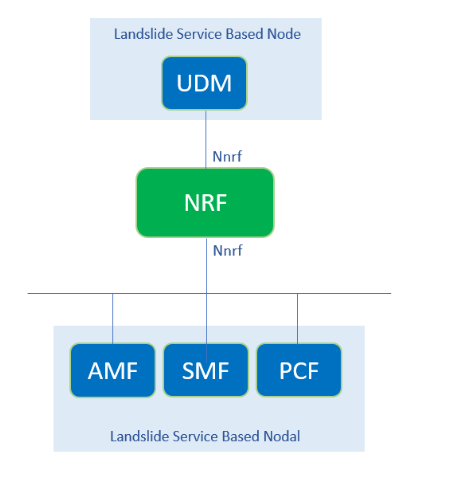 Landslide Service Based Node
UDM
Nnrf
NRF
Nnrf
AMF SMF PCF
Landslide Service Based Nodal